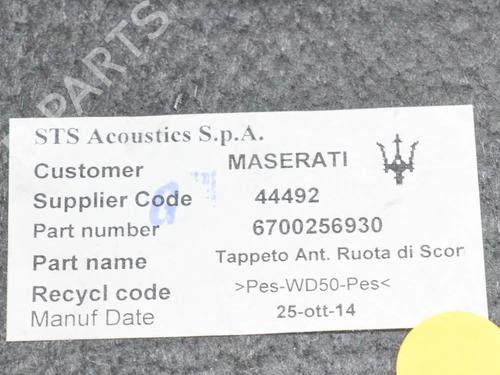 PARTS
STS Acoustics S.p.A.
Customer MASERATI
Supplier Code 44492
Part number 6700256930
Part name Tappeto Ant. Ruota di Scor
Recycl code >Pes-WD50-Pes<
Manuf Date 25-ott-14